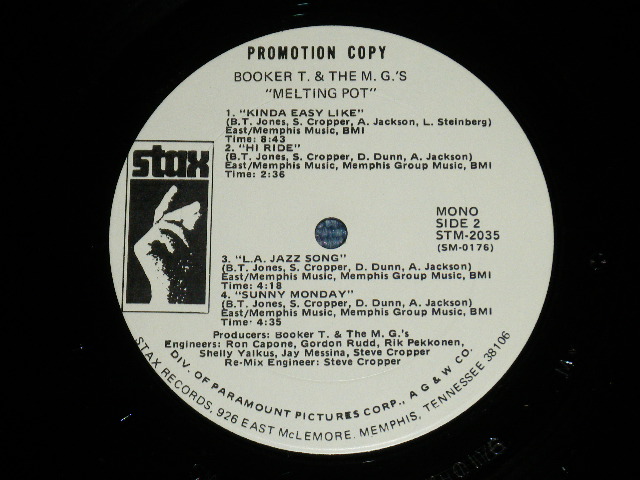 PROMOTION COPY
BOOKER T. & THE M. G.'S
"MELTING POT"
1. "KINDA EASY LIKE"
(B.T. Jones, S. Cropper, A. Jackson, L. Steinberg)
East/Memphis Music, BMI
Time: 8:43
2. "HI RIDE"
(B.T. Jones, S. Cropper, D. Dunn, A. Jackson)
East/Memphis Music, Memphis Group Music, BMI
Time: 2:36
stax
MONO
SIDE 2
STM-2035
(SM-0176)
3. "L.A. JAZZ SONG"
(B.T. Jones, S. Cropper, D. Dunn, A. Jackson)
East/Memphis Music, Memphis Group Music, BMI
Time: 4:18
4. "SUNNY MONDAY"
(B.T. Jones, S. Cropper, D. Dunn, A. Jackson)
East/Memphis Music, Memphis Group Music, BMI
Time: 4:35
Producers: Booker T. & The M. G.'s
Engineers: Ron Capone, Gordon Rudd, Rik Pekkonen,
Shelly Yalkus, Jay Messina, Steve Cropper
Re-Mix Engineer: Steve Cropper
DIV. OF PARAMOUNT PICTURES CORP., A G & W CO.
STAX RECORDS, 926 EAST McLEMORE, MEMPHIS, TENNESSEE 38106